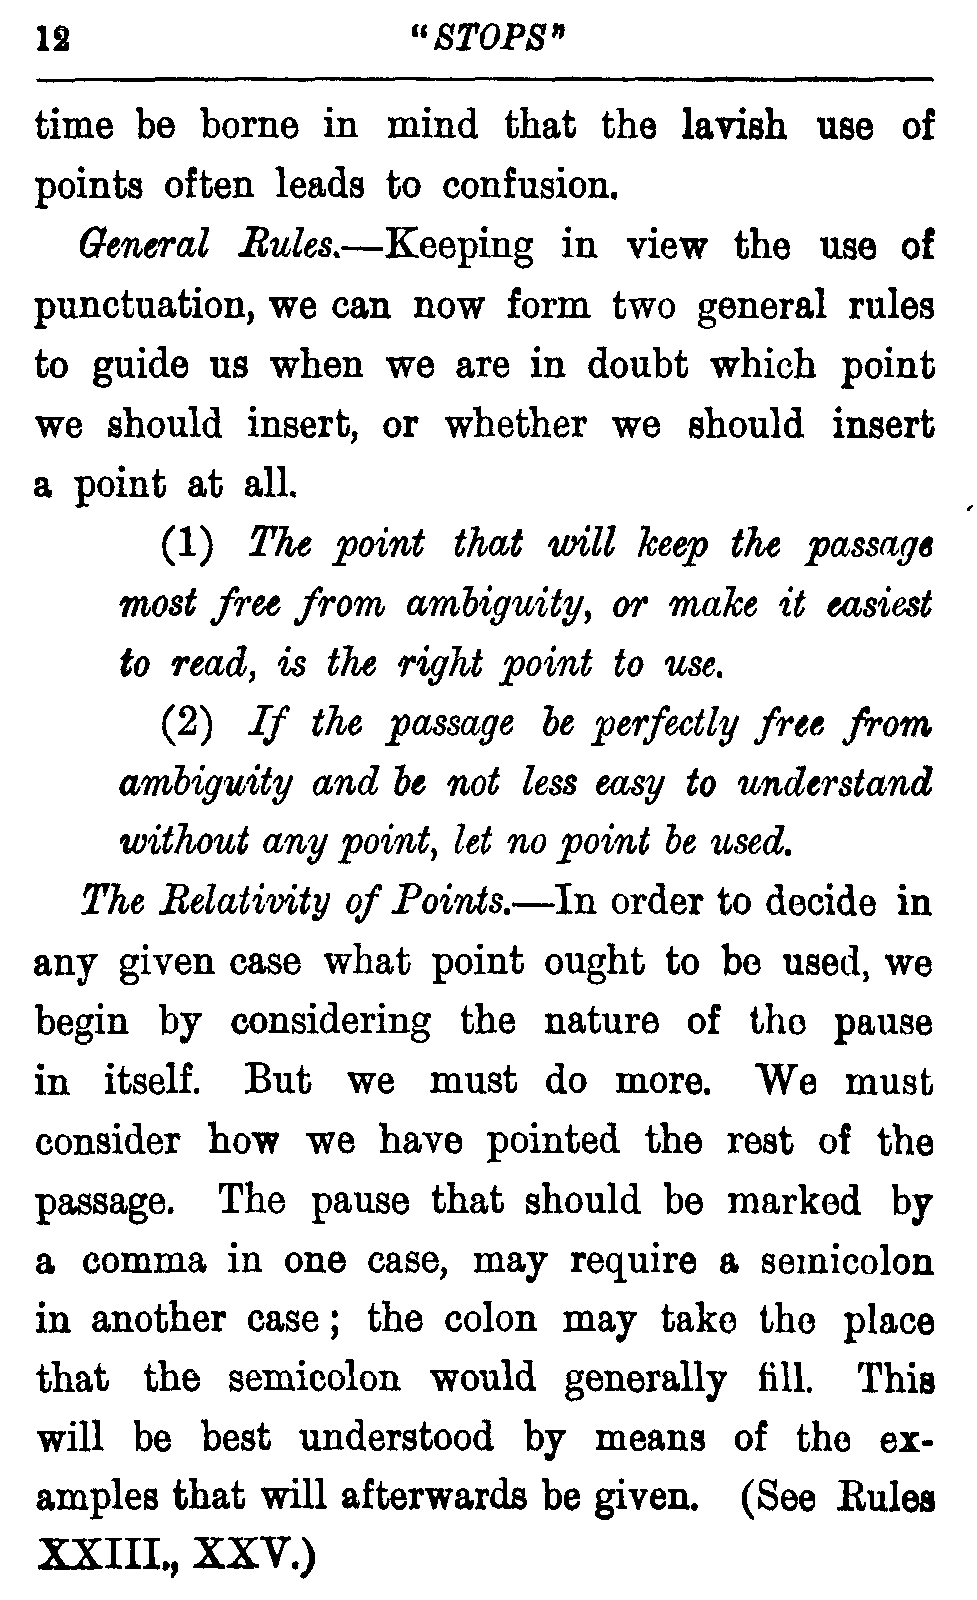 12 "STOPS"
time be borne in mind that the lavish use of
points often leads to confusion.
General Rules.—Keeping in view the use of
punctuation, we can now form two general rules
to guide us when we are in doubt which point
we should insert, or whether we should insert
a point at all.
(1) The point that will keep the passage
most free from ambiguity, or make it easiest
to read, is the right point to use.
(2) If the passage be perfectly free from
ambiguity and be not less easy to understand
without any point, let no point be used.
The Relativity of Points.—In order to decide in
any given case what point ought to be used, we
begin by considering the nature of the pause
in itself. But we must do more. We must
consider how we have pointed the rest of the
passage. The pause that should be marked by
a comma in one case, may require a semicolon
in another case; the colon may take the place
that the semicolon would generally fill. This
will be best understood by means of the ex-
amples that will afterwards be given. (See Rules
XXIII., XXV.)